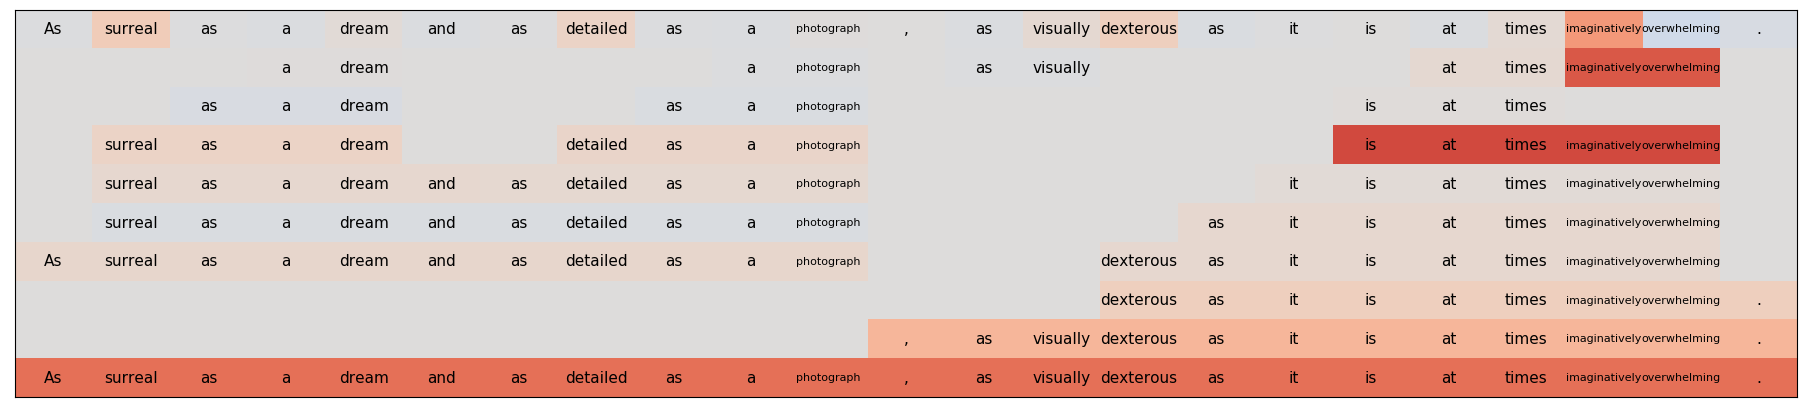 As surreal as a dream and as detailed as a photograph , as visually dexterous as it is at times imaginatively overwhelming .
a dream a photograph as visually at times imaginatively overwhelming
as a dream as a photograph is at times
surreal as a dream detailed as a photograph is at times imaginatively overwhelming
surreal as a dream and as detailed as a photograph it is at times imaginatively overwhelming
surreal as a dream and as detailed as a photograph as it is at times imaginatively overwhelming
As surreal as a dream and as detailed as a photograph dexterous as it is at times imaginatively overwhelming
dexterous as it is at times imaginatively overwhelming .
, as visually dexterous as it is at times imaginatively overwhelming .
As surreal as a dream and as detailed as a photograph , as visually dexterous as it is at times imaginatively overwhelming .